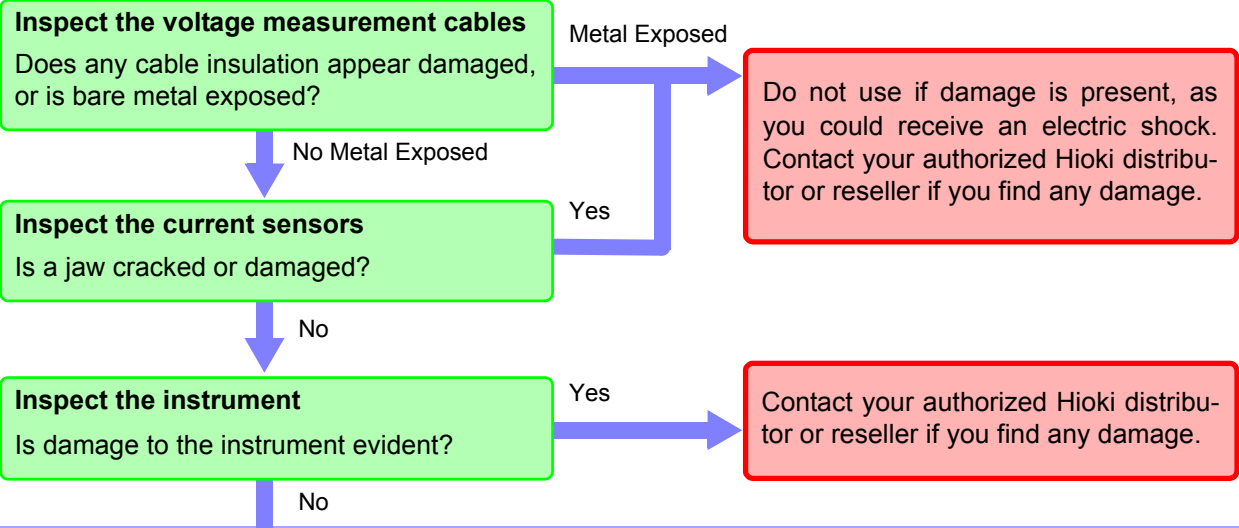 Inspect the voltage measurement cables
Does any cable insulation appear damaged,
or is bare metal exposed?
Metal Exposed
Do not use if damage is present, as
you could receive an electric shock.
Contact your authorized Hioki distribu-
tor or reseller if you find any damage.
No Metal Exposed
Inspect the current sensors
Is a jaw cracked or damaged?
Yes
No
Inspect the instrument
Is damage to the instrument evident?
Yes
Contact your authorized Hioki distribu-
tor or reseller if you find any damage.
No